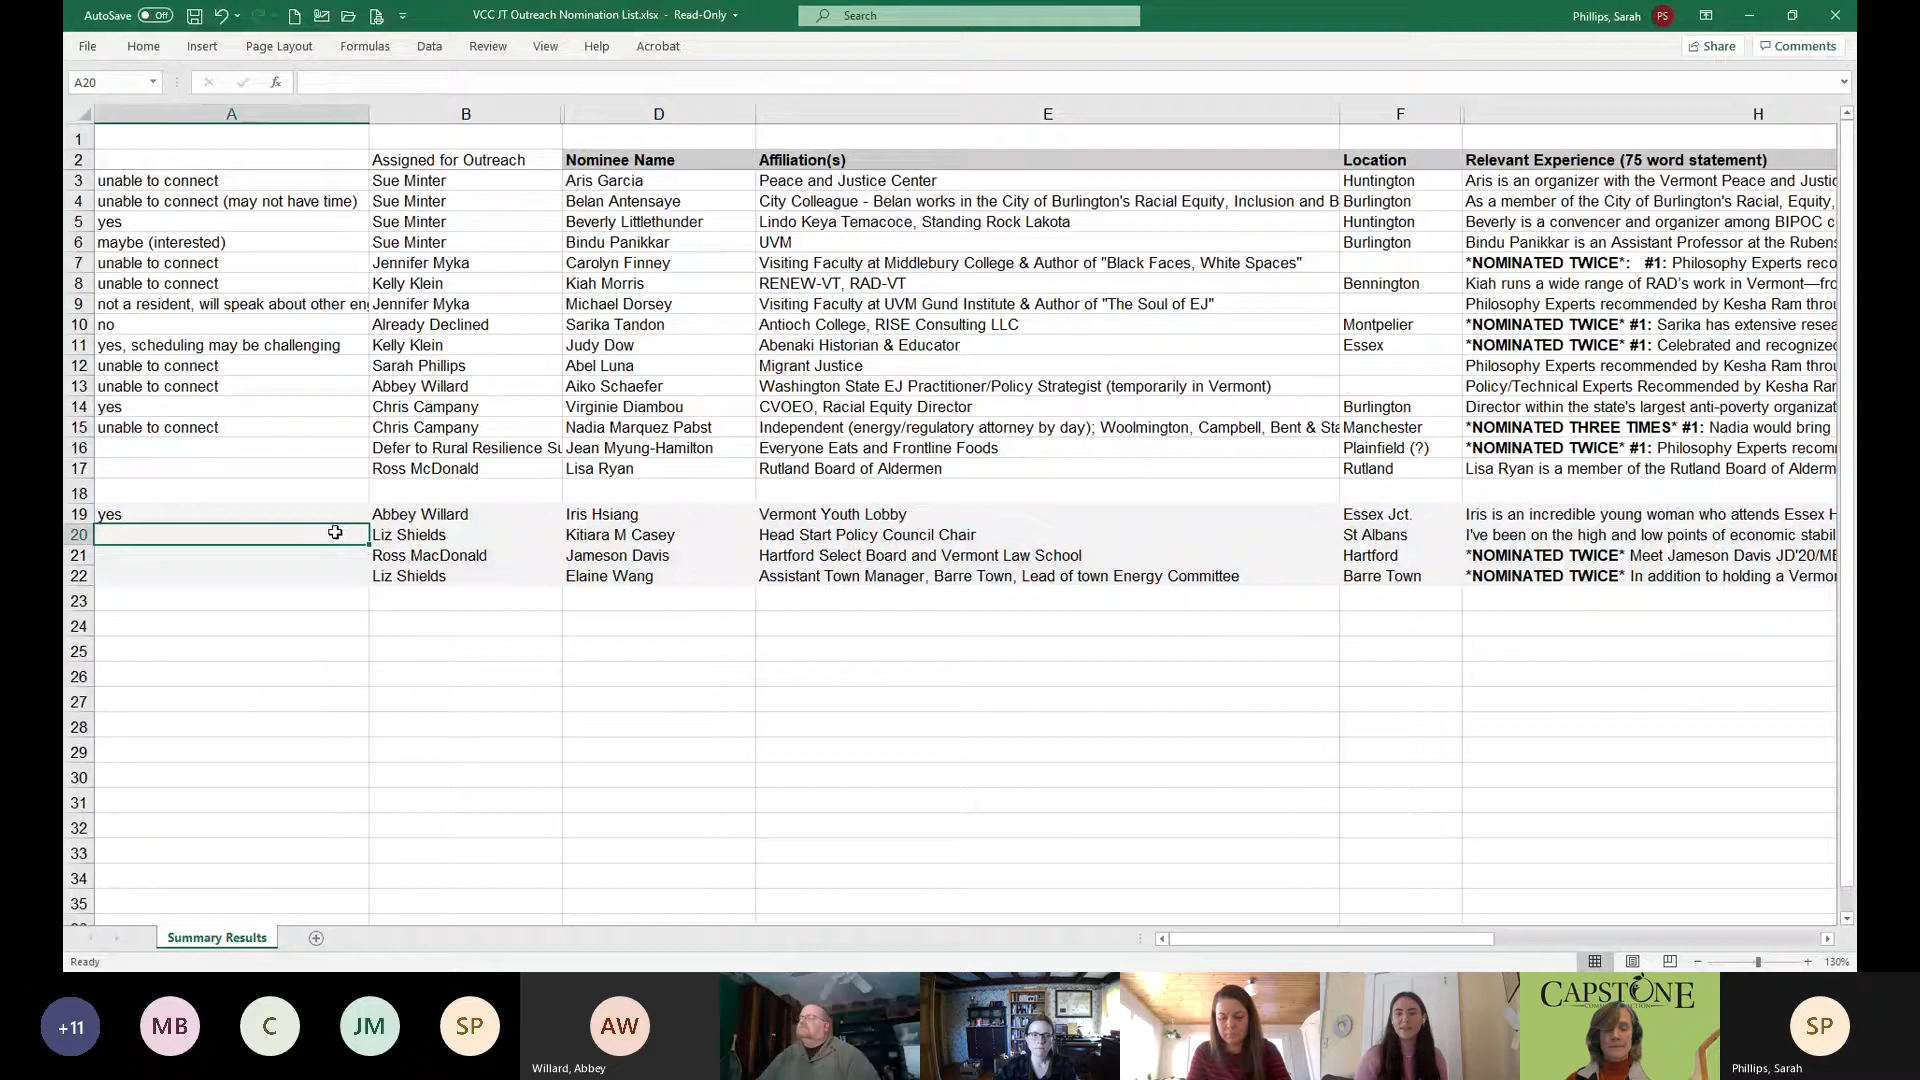 AutoSave Off VCC JT Outreach Nomination List.xlsx - Read-Only Search Phillips, Sarah PS
File Home Insert Page Layout Formulas Data Review View Help Acrobat Share Comments
A20 fx
A B D E F H
1
2 Assigned for Outreach Nominee Name Affiliation(s) Location Relevant Experience (75 word statement)
3 unable to connect Sue Minter Aris Garcia Peace and Justice Center Huntington Aris is an organizer with the Vermont Peace and Justic
4 unable to connect (may not have time) Sue Minter Belan Antensaye City Colleague - Belan works in the City of Burlington's Racial Equity, Inclusion and B Burlington As a member of the City of Burlington's Racial, Equity,
5 yes Sue Minter Beverly Littlethunder Lindo Keya Temacoce, Standing Rock Lakota Huntington Beverly is a convencer and organizer among BIPOC c
6 maybe (interested) Sue Minter Bindu Panikkar UVM Burlington Bindu Panikkar is an Assistant Professor at the Rubens
7 unable to connect Jennifer Myka Carolyn Finney Visiting Faculty at Middlebury College & Author of "Black Faces, White Spaces" *NOMINATED TWICE*: #1: Philosophy Experts reco
8 unable to connect Kelly Klein Kiah Morris RENEW-VT, RAD-VT Bennington Kiah runs a wide range of RAD's work in Vermont—fro
9 not a resident, will speak about other en Jennifer Myka Michael Dorsey Visiting Faculty at UVM Gund Institute & Author of "The Soul of EJ" Philosophy Experts recommended by Kesha Ram throu
10 no Already Declined Sarika Tandon Antioch College, RISE Consulting LLC Montpelier *NOMINATED TWICE* #1: Sarika has extensive resea
11 yes, scheduling may be challenging Kelly Klein Judy Dow Abenaki Historian & Educator Essex *NOMINATED TWICE* #1: Celebrated and recognized
12 unable to connect Sarah Phillips Abel Luna Migrant Justice Philosophy Experts recommended by Kesha Ram throu
13 unable to connect Abbey Willard Aiko Schaefer Washington State EJ Practitioner/Policy Strategist (temporarily in Vermont) Policy/Technical Experts Recommended by Kesha Ram
14 yes Chris Campany Virginie Diambou CVOEO, Racial Equity Director Burlington Director within the state's largest anti-poverty organizat
15 unable to connect Chris Campany Nadia Marquez Pabst Independent (energy/regulatory attorney by day); Woolmington, Campbell, Bent & Sta Manchester *NOMINATED THREE TIMES* #1: Nadia would bring
16 Defer to Rural Resilience Su Jean Myung-Hamilton Everyone Eats and Frontline Foods Plainfield (?) *NOMINATED TWICE* #1: Philosophy Experts recom
17 Ross McDonald Lisa Ryan Rutland Board of Aldermen Rutland Lisa Ryan is a member of the Rutland Board of Alderm
18
19 yes Abbey Willard Iris Hsiang Vermont Youth Lobby Essex Jct. Iris is an incredible young woman who attends Essex H
20 Liz Shields Kitiara M Casey Head Start Policy Council Chair St Albans I've been on the high and low points of economic stabil
21 Ross MacDonald Jameson Davis Hartford Select Board and Vermont Law School Hartford *NOMINATED TWICE* Meet Jameson Davis JD'20/ME
22 Liz Shields Elaine Wang Assistant Town Manager, Barre Town, Lead of town Energy Committee Barre Town *NOMINATED TWICE* In addition to holding a Vermo
23
24
25
26
27
28
29
30
31
32
33
34
35
Summary Results
Ready 130%
+11 MB C JM SP AW CAPSTONE SP
Willard, Abbey Phillips, Sarah